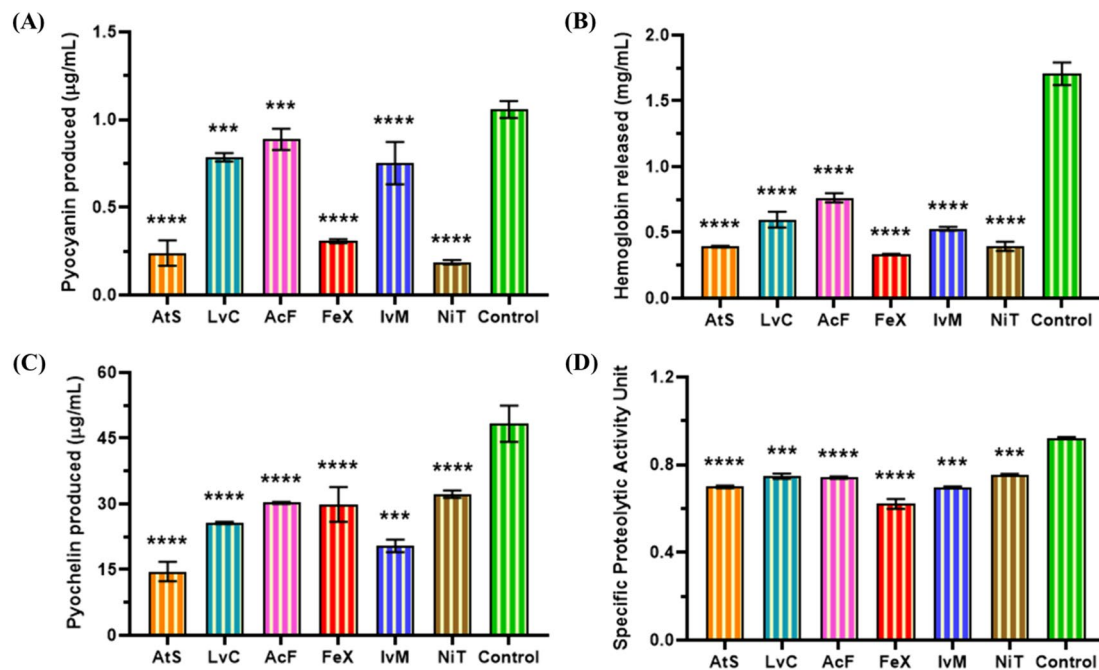 (A)
Pyocyanin produced (µg/mL)
1.5
1.0
0.5
0.0
**** *** *** **** **** ****
AtS LvC AcF FeX IvM NiT Control
(B)
Hemoglobin released (mg/mL)
2.0
1.5
1.0
0.5
0.0
**** **** **** **** **** ****
AtS LvC AcF FeX IvM NiT Control
(C)
Pyochelin produced (µg/mL)
60
45
30
15
0
**** **** **** **** *** ****
AtS LvC AcF FeX IvM NiT Control
(D)
Specific Proteolytic Activity Unit
1.2
0.8
0.4
0.0
**** *** **** **** *** ***
AtS LvC AcF FeX IvM NiT Control